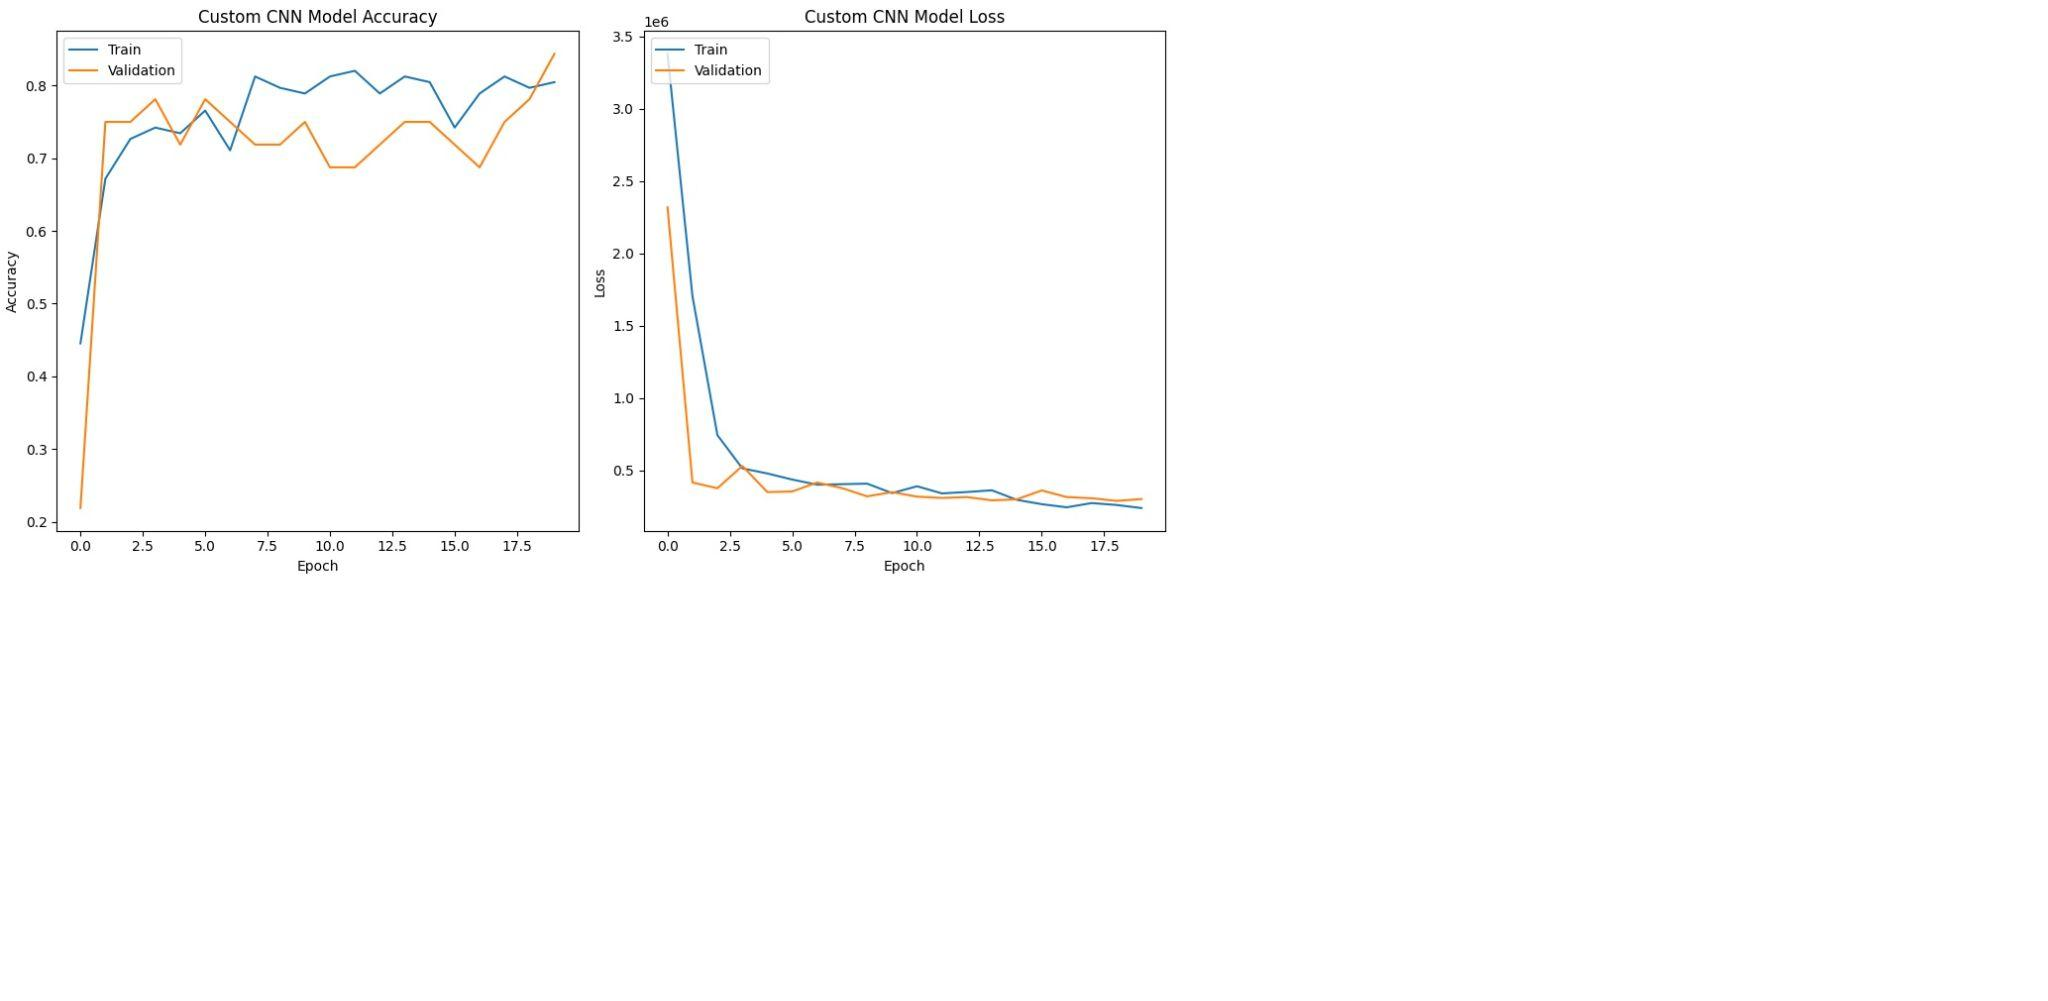 Custom CNN Model Accuracy
Train
Validation
0.8
0.7
0.6
0.5
0.4
0.3
0.2
Accuracy
0.0 2.5 5.0 7.5 10.0 12.5 15.0 17.5
Epoch
Custom CNN Model Loss
1e6
Train
Validation
3.5
3.0
2.5
2.0
1.5
1.0
0.5
Loss
0.0 2.5 5.0 7.5 10.0 12.5 15.0 17.5
Epoch